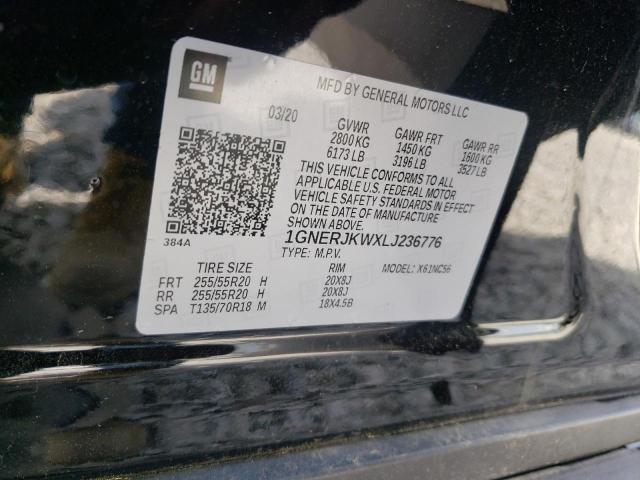 GM
MFD BY GENERAL MOTORS LLC
03/20
GVWR GAWR FRT GAWR RR
2800 KG 1450 KG 1600 KG
6173 LB 3196 LB 3527 LB
THIS VEHICLE CONFORMS TO ALL
APPLICABLE U.S. FEDERAL MOTOR
VEHICLE SAFETY STANDARDS IN EFFECT
ON THE DATE OF MANUFACTURE
SHOWN ABOVE.
384A
1GNERJKWXLJ236776
TYPE: M.P.V. MODEL: X61NC56
TIRE SIZE RIM
FRT 255/55R20 H 20X8J
RR 255/55R20 H 20X8J
SPA T135/70R18 M 18X4.5B